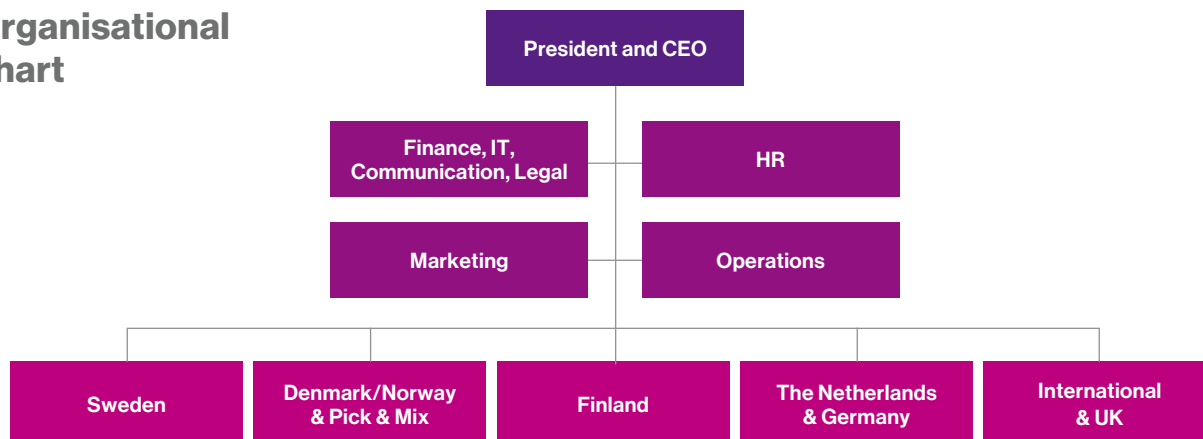 rganisational
hart
President and CEO
Finance, IT,
Communication, Legal
HR
Marketing
Operations
Sweden
Denmark/Norway
& Pick & Mix
Finland
The Netherlands
& Germany
International
& UK